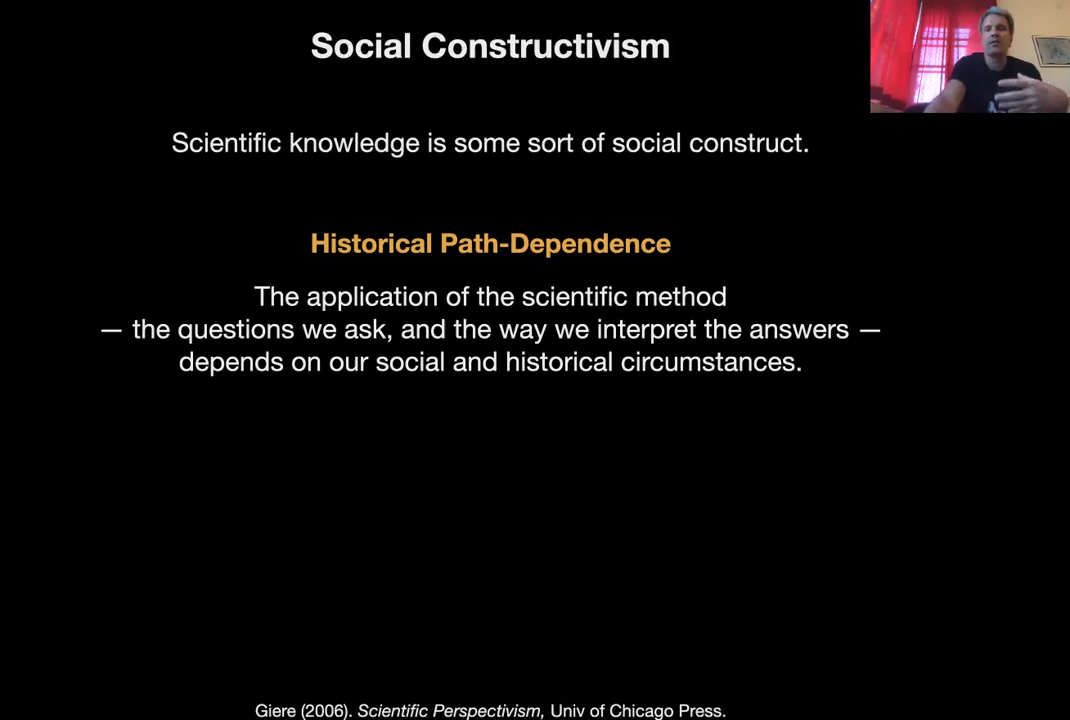 Social Constructivism
Scientific knowledge is some sort of social construct.
Historical Path-Dependence
The application of the scientific method
— the questions we ask, and the way we interpret the answers —
depends on our social and historical circumstances.
Giere (2006). Scientific Perspectivism, Univ of Chicago Press.